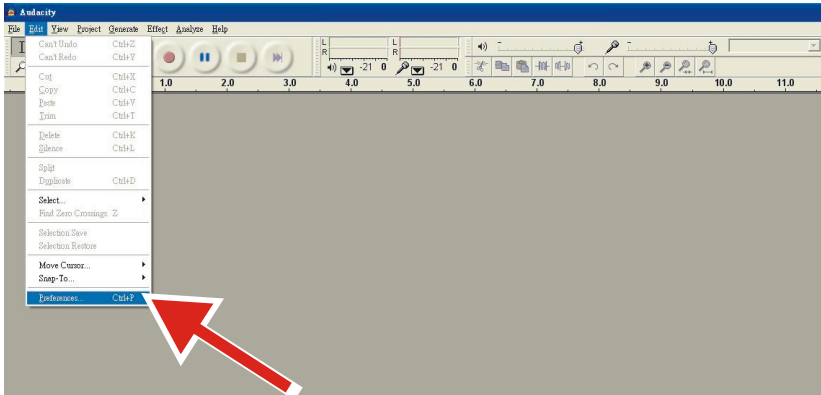 Audacity
File Edit View Project Generate Effect Analyze Help
Can't Undo Ctrl+Z
Can't Redo Ctrl+Y
Cut Ctrl+X
Copy Ctrl+C
Paste Ctrl+V
Trim Ctrl+T
Delete Ctrl+K
Silence Ctrl+L
Split
Duplicate Ctrl+D
Select...
Find Zero Crossings Z
Selection Save
Selection Restore
Move Cursor...
Snap-To...
Preferences... Ctrl+P
L L
R R
-21 0 -21 0
1.0 2.0 3.0 4.0 5.0 6.0 7.0 8.0 9.0 10.0 11.0